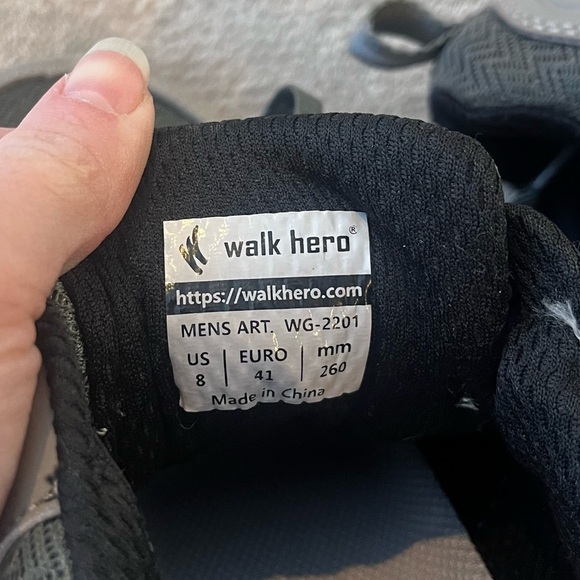 walk hero®
https://walkhero.com
MENS ART. WG-2201
US | EURO | mm
8 | 41 | 260
Made in China